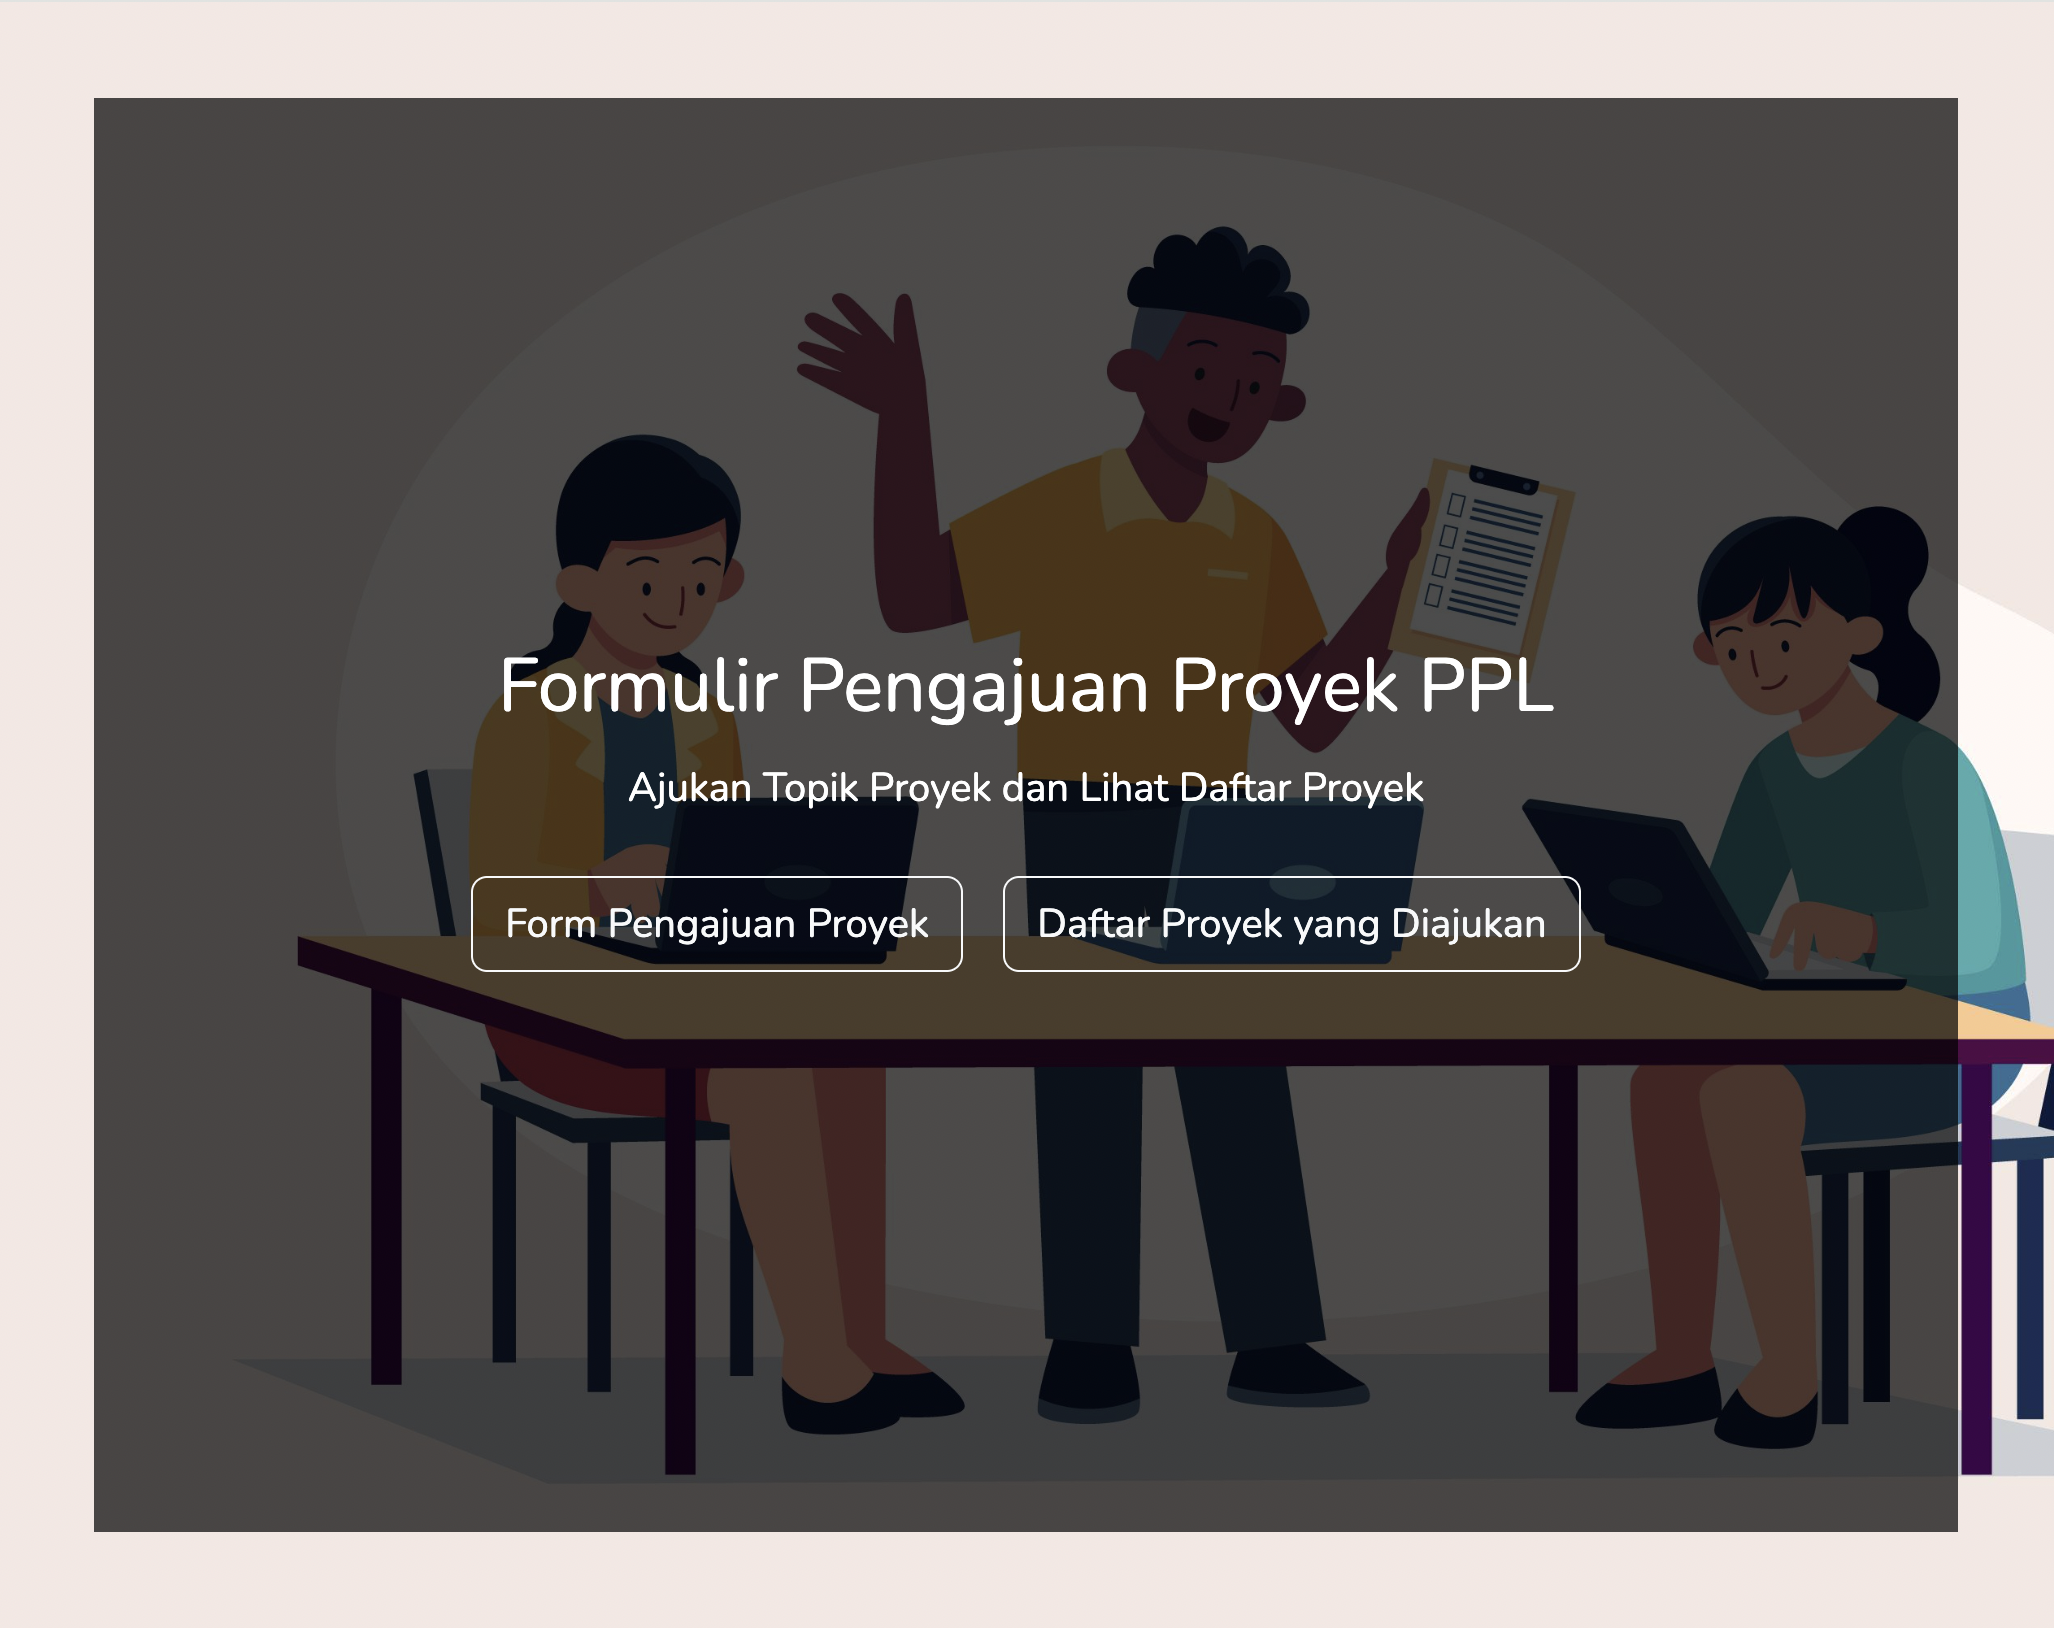 Formulir Pengajuan Proyek PPL
Ajukan Topik Proyek dan Lihat Daftar Proyek
Form Pengajuan Proyek
Daftar Proyek yang Diajukan